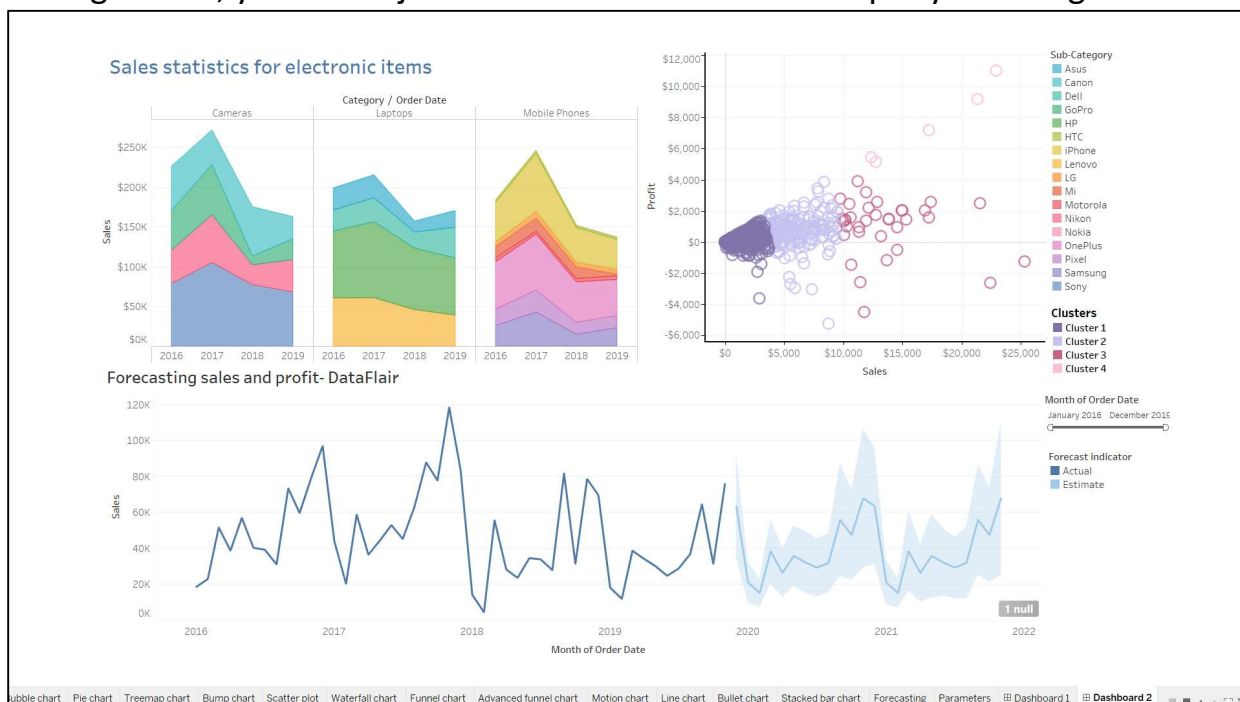 Sales statistics for electronic items
Category / Order Date
Cameras Laptops Mobile Phones
$250K
$200K
$150K
$100K
$50K
$0K
Sales
2016 2017 2018 2019 2016 2017 2018 2019 2016 2017 2018 2019
$12,000
$10,000
$8,000
$6,000
$4,000
$2,000
$0
-$2,000
-$4,000
-$6,000
Profit
$0 $5,000 $10,000 $15,000 $20,000 $25,000
Sales
Sub-Category
Asus
Canon
Dell
GoPro
HP
HTC
iPhone
Lenovo
LG
Mi
Motorola
Nikon
Nokia
OnePlus
Pixel
Samsung
Sony
Clusters
Cluster 1
Cluster 2
Cluster 3
Cluster 4
Forecasting sales and profit- DataFlair
120K
100K
80K
60K
40K
20K
0K
Sales
2016 2017 2018 2019 2020 2021 2022
Month of Order Date
1 null
Month of Order Date
January 2016 December 2019
Forecast indicator
Actual
Estimate
Bubble chart Pie chart Treemap chart Bump chart Scatter plot Waterfall chart Funnel chart Advanced funnel chart Motion chart Line chart Bullet chart Stacked bar chart Forecasting Parameters Dashboard 1 Dashboard 2